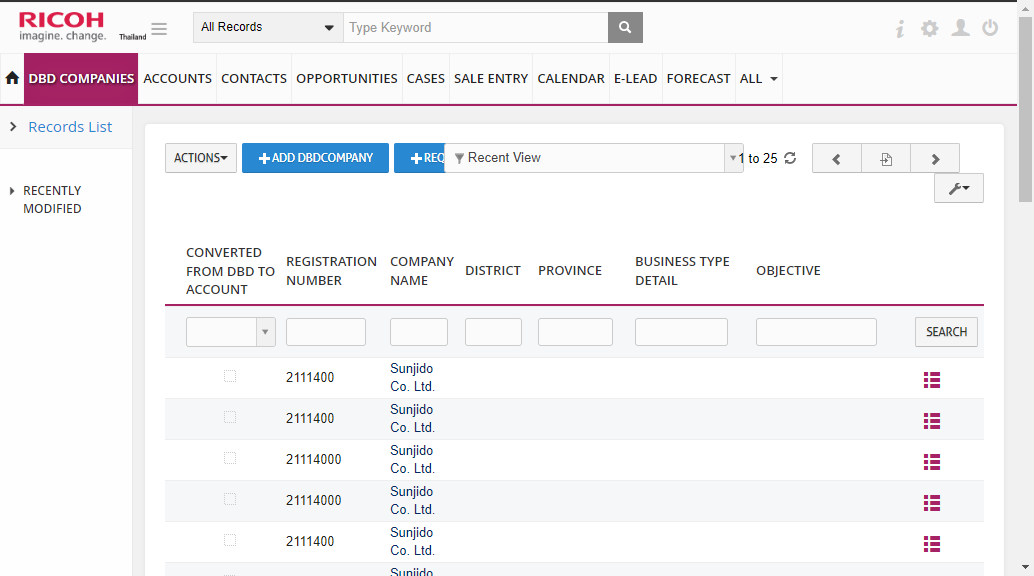 RICOH
imagine. change.
Thailand
All Records
Type Keyword
DBD COMPANIES
ACCOUNTS
CONTACTS
OPPORTUNITIES
CASES
SALE ENTRY
CALENDAR
E-LEAD
FORECAST
ALL
Records List
RECENTLY
MODIFIED
ACTIONS
ADD DBDCOMPANY
REQ
Recent View
1 to 25
CONVERTED
FROM DBD TO
ACCOUNT
REGISTRATION
NUMBER
COMPANY
NAME
DISTRICT
PROVINCE
BUSINESS TYPE
DETAIL
OBJECTIVE
SEARCH
2111400
Sunjido
Co. Ltd.
2111400
Sunjido
Co. Ltd.
21114000
Sunjido
Co. Ltd.
21114000
Sunjido
Co. Ltd.
2111400
Sunjido
Co. Ltd.
Sunjido